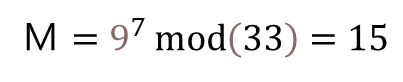 M = 9⁷ mod(33) = 15